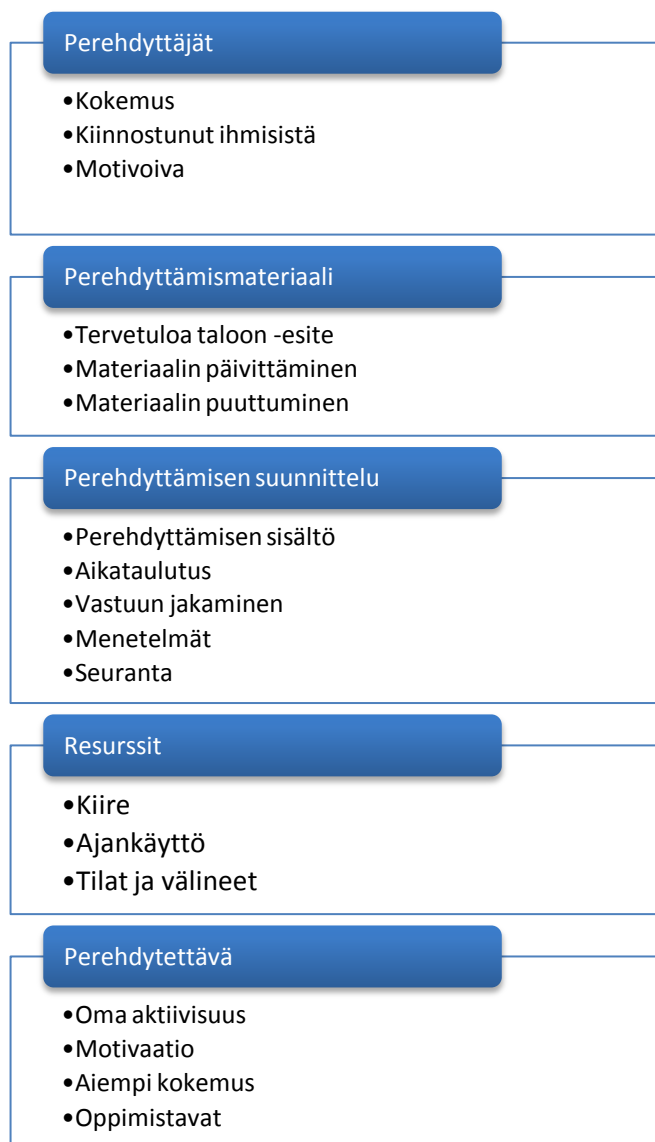 Perehdyttäjät
•Kokemus
•Kiinnostunut ihmisistä
•Motivoiva
Perehdyttämismateriaali
•Tervetuloa taloon -esite
•Materiaalin päivittäminen
•Materiaalin puuttuminen
Perehdyttämisen suunnittelu
•Perehdyttämisen sisältö
•Aikataulutus
•Vastuun jakaminen
•Menetelmät
•Seuranta
Resurssit
•Kiire
•Ajankäyttö
•Tilat ja välineet
Perehdytettävä
•Oma aktiivisuus
•Motivaatio
•Aiempi kokemus
•Oppimistavat